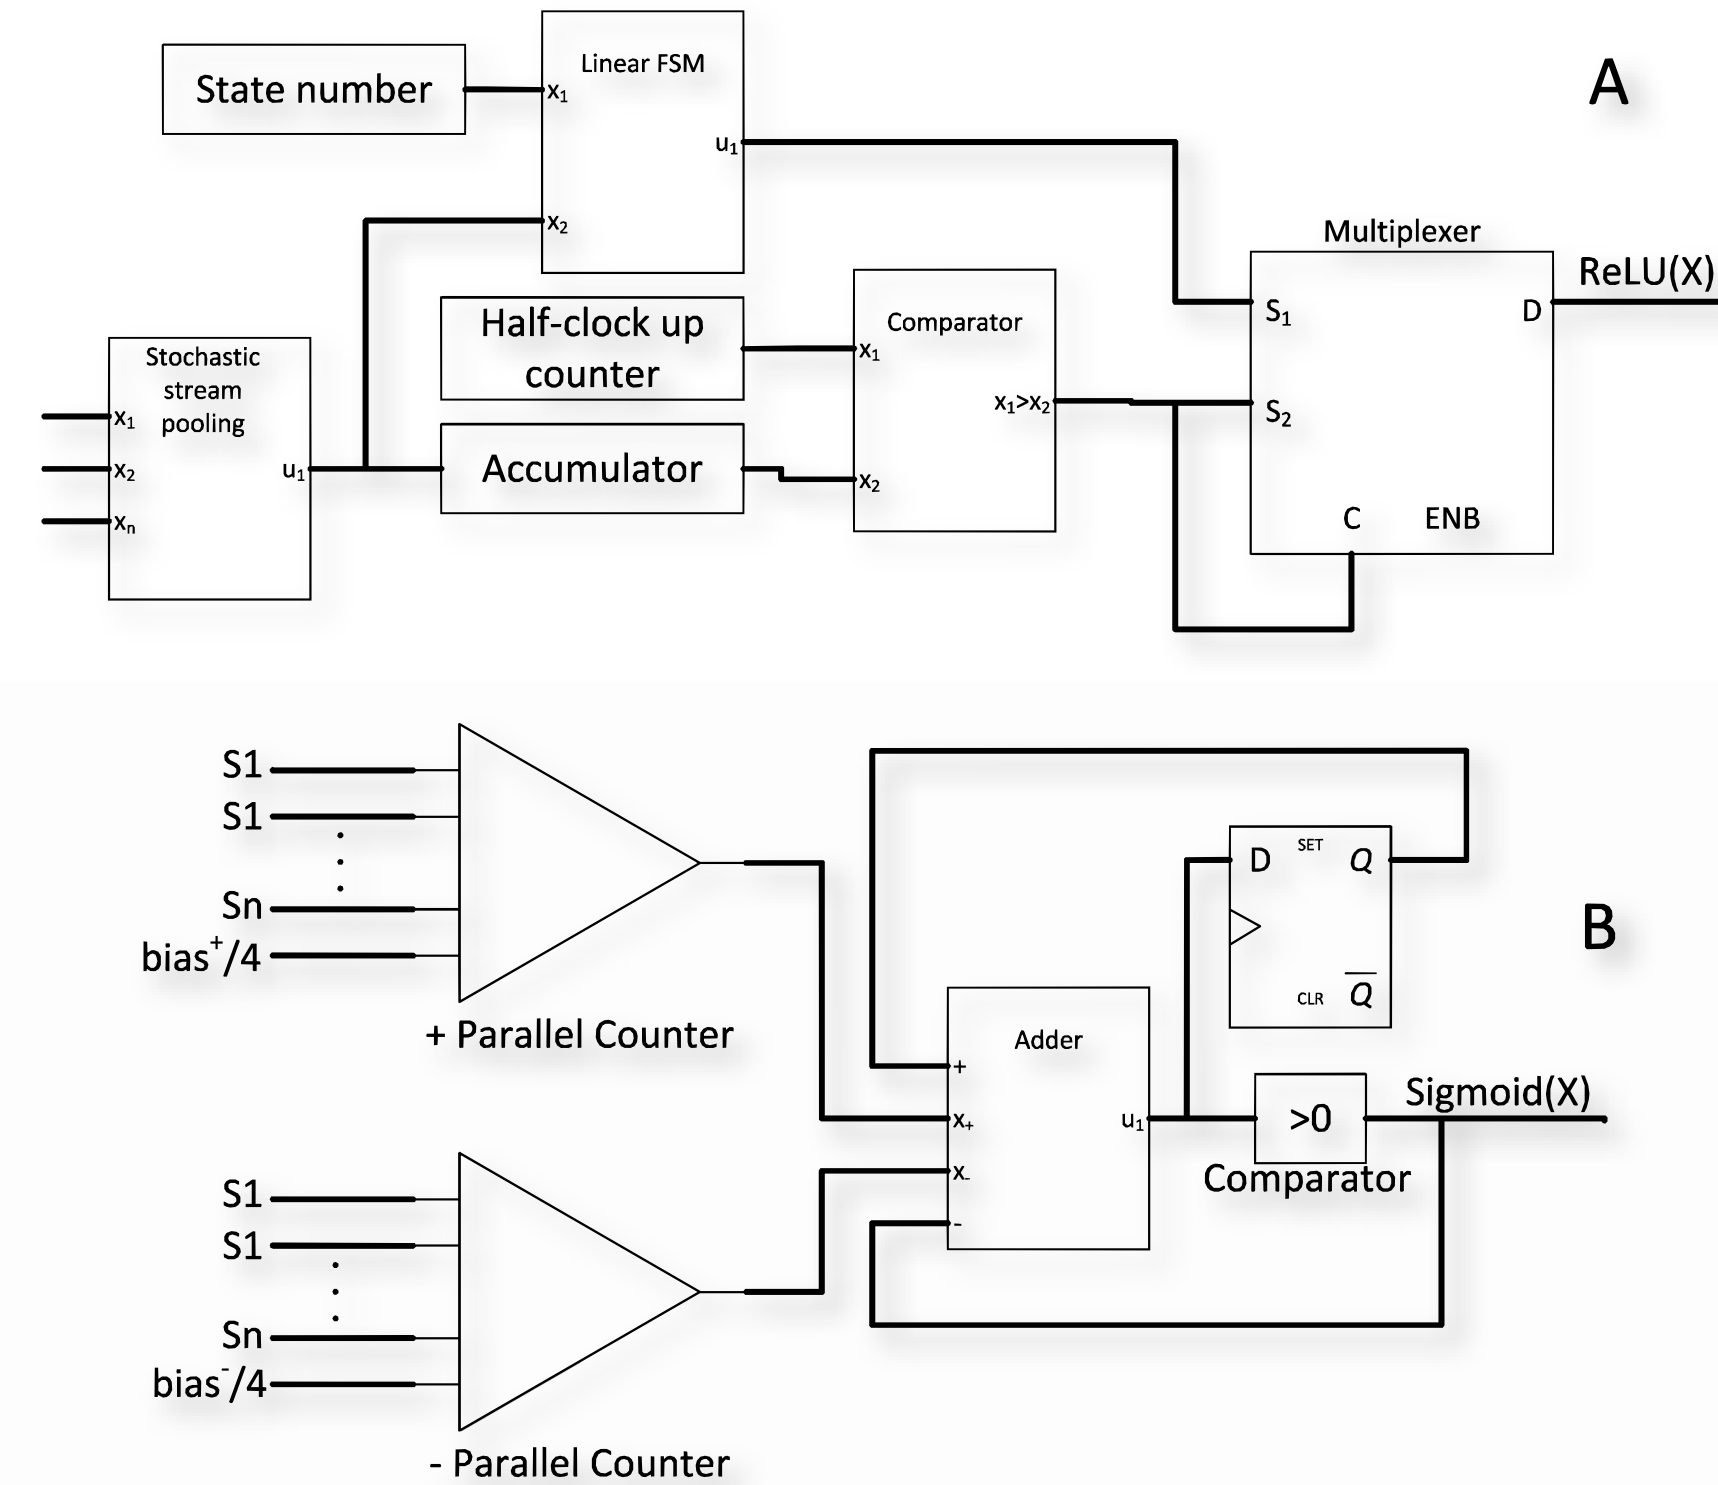 Linear FSM
State number
x₁
u₁
x₂
A
Multiplexer
ReLU(X)
S₁
D
S₂
C
ENB
Half-clock up
counter
Comparator
x₁
x₁>x₂
x₂
Accumulator
Stochastic
stream
pooling
x₁
x₂
u₁
xₙ
S1
S1
Sn
bias⁺/4
+ Parallel Counter
D
SET
Q
CLR
Q̅
B
Adder
+
x₊
u₁
x₋
-
>0
Sigmoid(X)
Comparator
S1
S1
Sn
bias⁻/4
- Parallel Counter